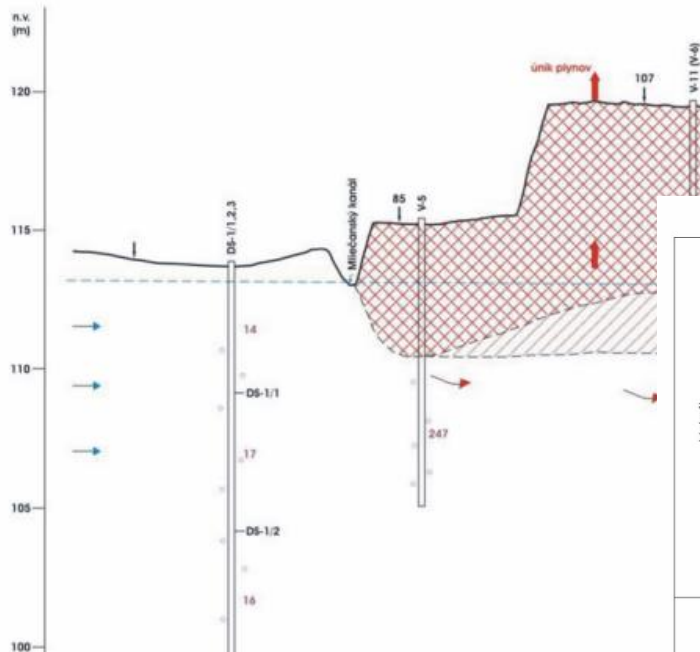 n.v.
(m)
únik plynov
107
V-11 (V-6)
120
85
V-5
Mliečanský kanál
DS-1/1,2,3
115
14
110
DS-1/1
247
17
105
DS-1/2
16
100